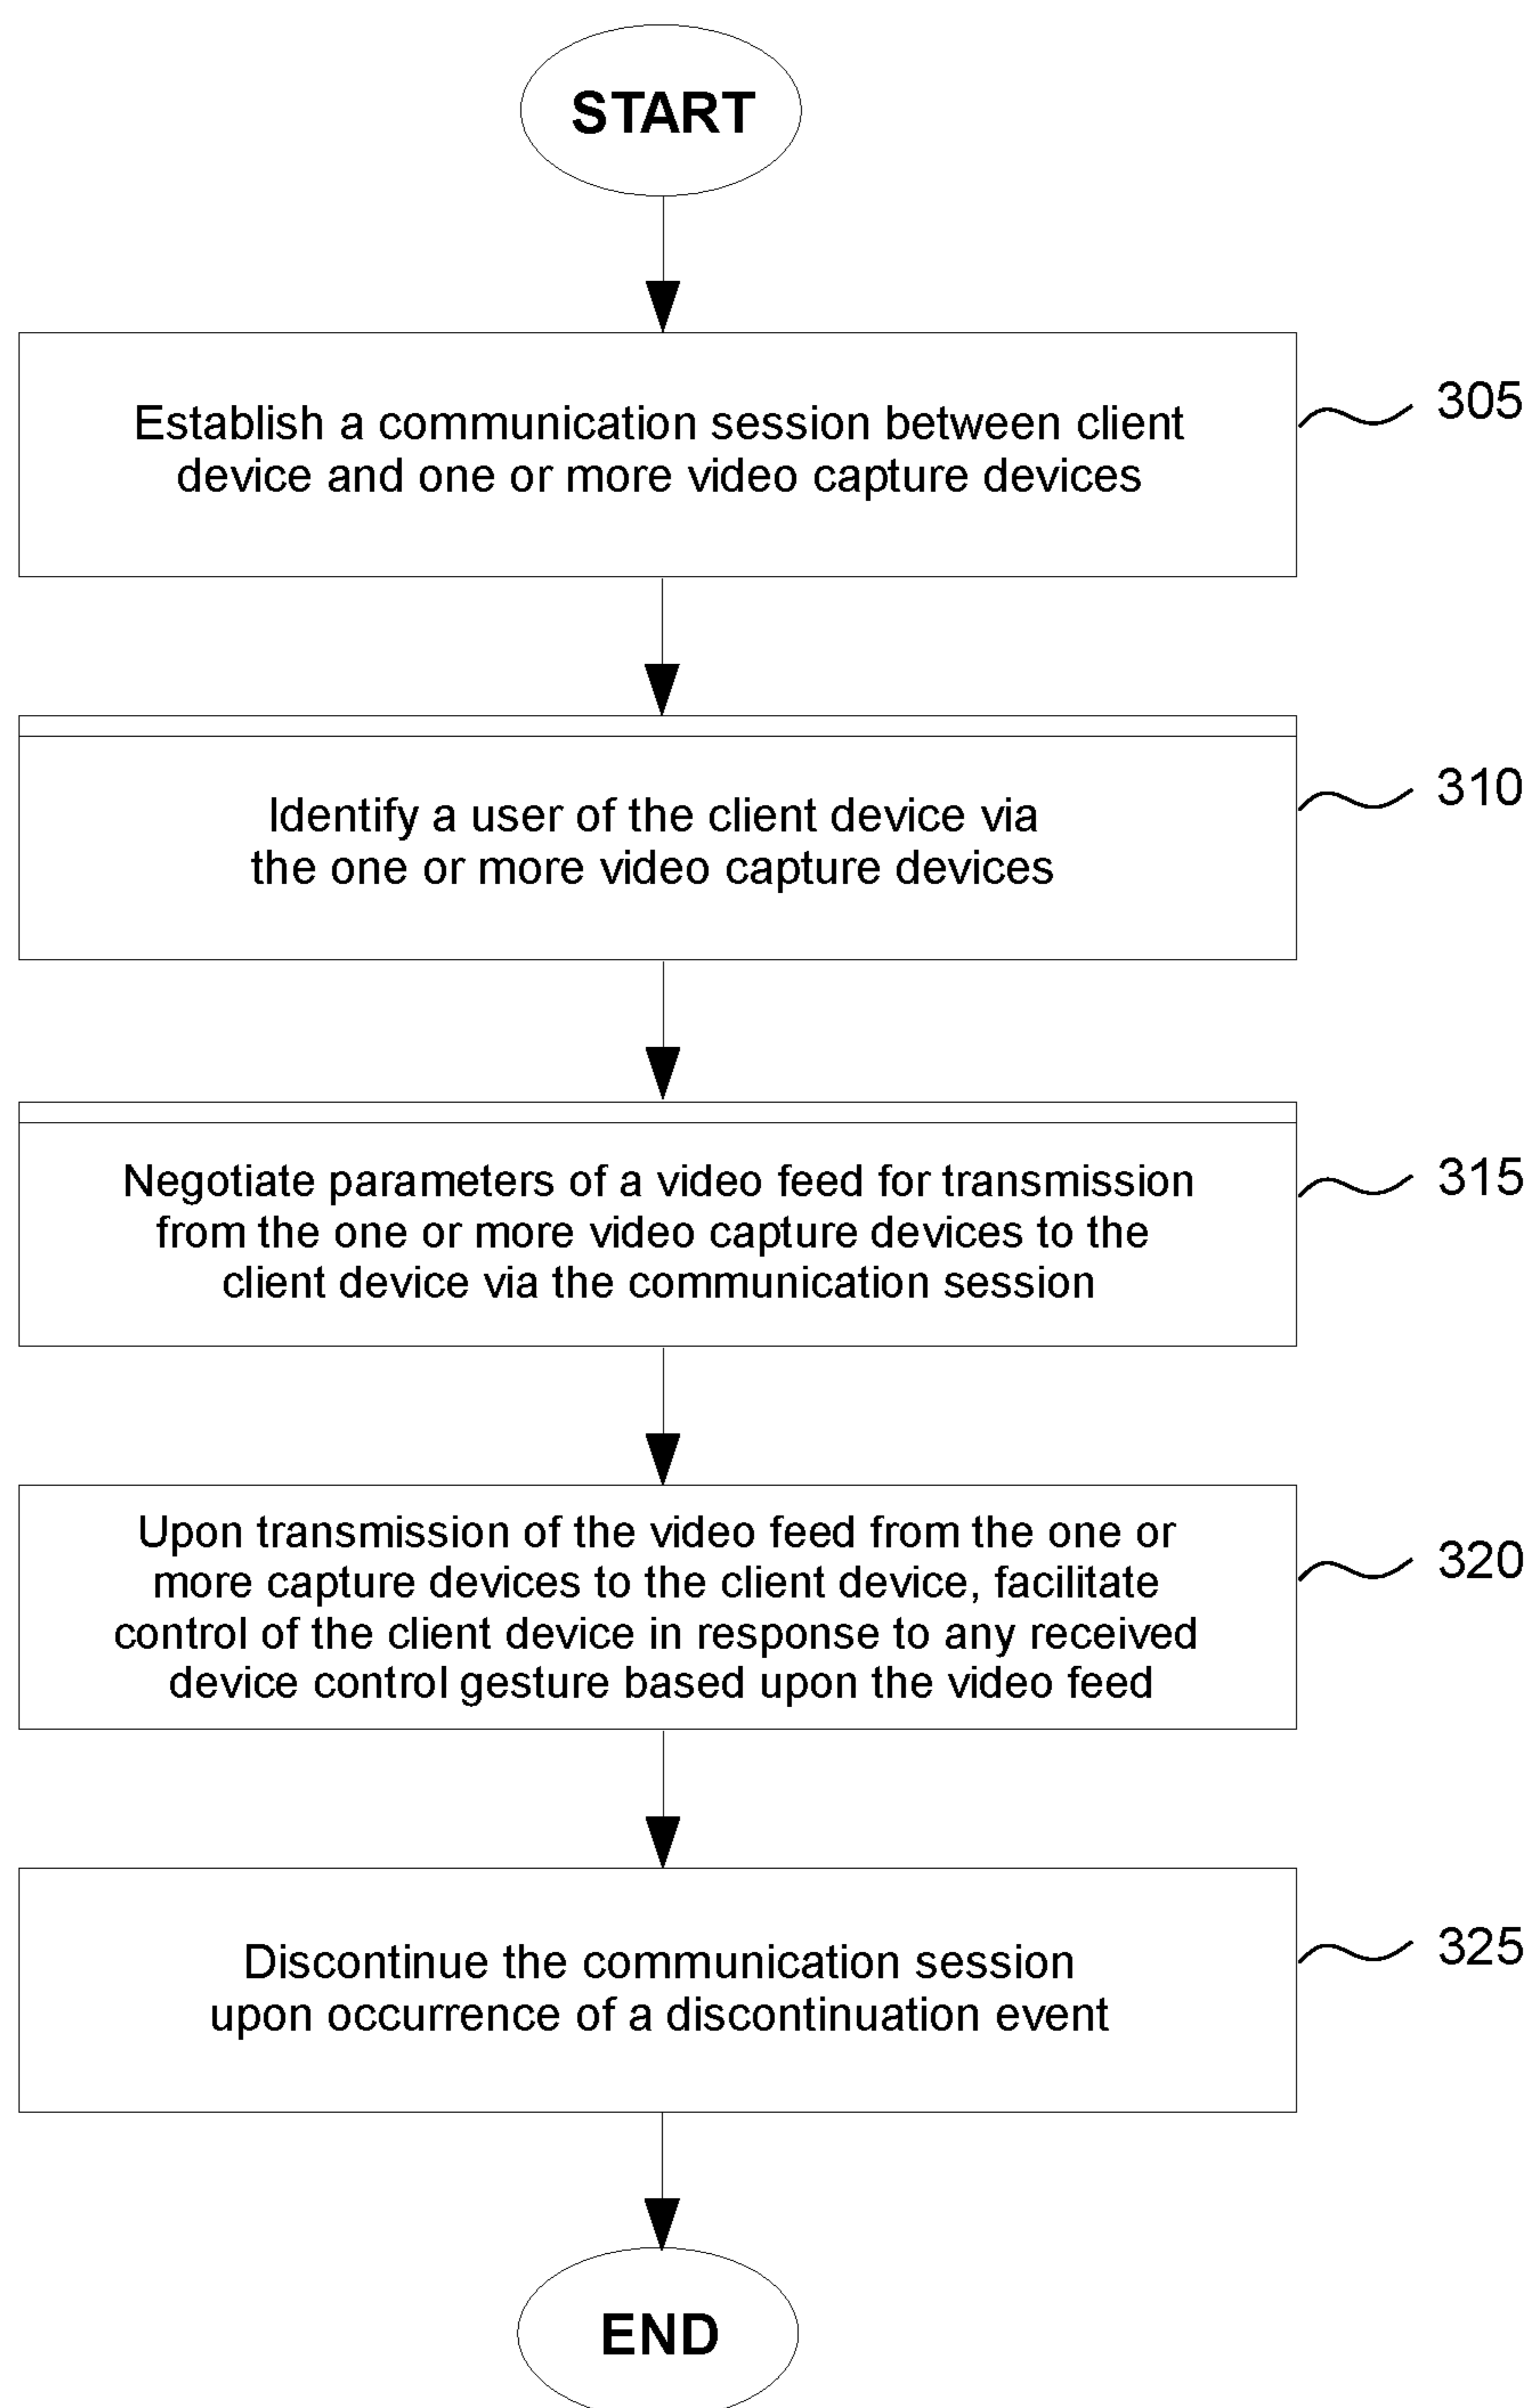 START
Establish a communication session between client
device and one or more video capture devices
305
Identify a user of the client device via
the one or more video capture devices
310
Negotiate parameters of a video feed for transmission
from the one or more video capture devices to the
client device via the communication session
315
Upon transmission of the video feed from the one or
more capture devices to the client device, facilitate
control of the client device in response to any received
device control gesture based upon the video feed
320
Discontinue the communication session
upon occurrence of a discontinuation event
325
END